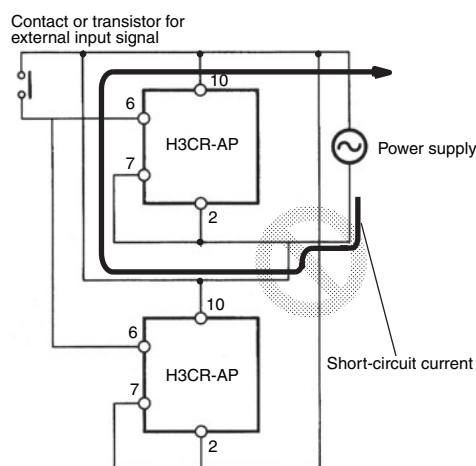 Contact or transistor for
external input signal
10
6
H3CR-AP
Power supply
7
2
10
6
Short-circuit current
H3CR-AP
7
2